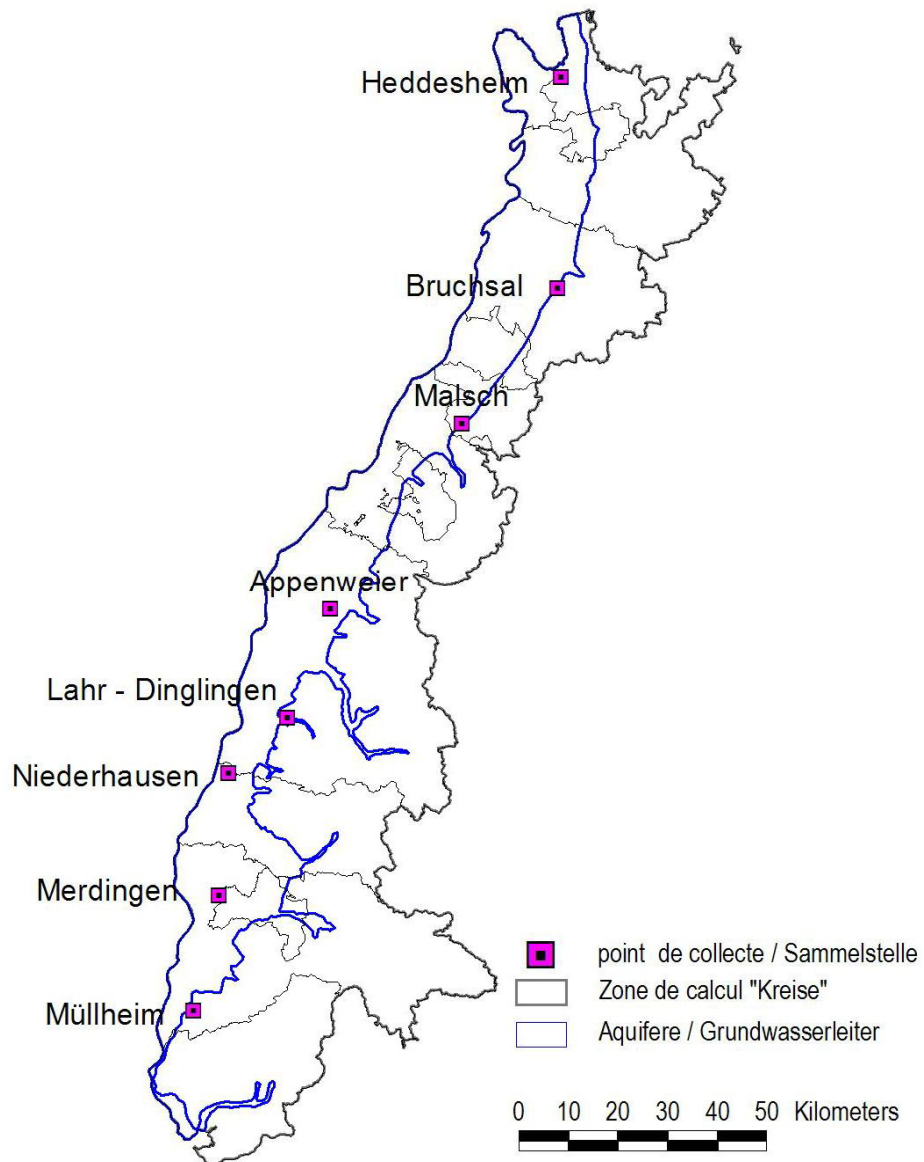 Heddesheim
Bruchsal
Malsch
Appenweier
Lahr - Dinglingen
Niederhausen
Merdingen
Müllheim
point de collecte / Sammelstelle
Zone de calcul "Kreise"
Aquifere / Grundwasserleiter
0 10 20 30 40 50 Kilometers